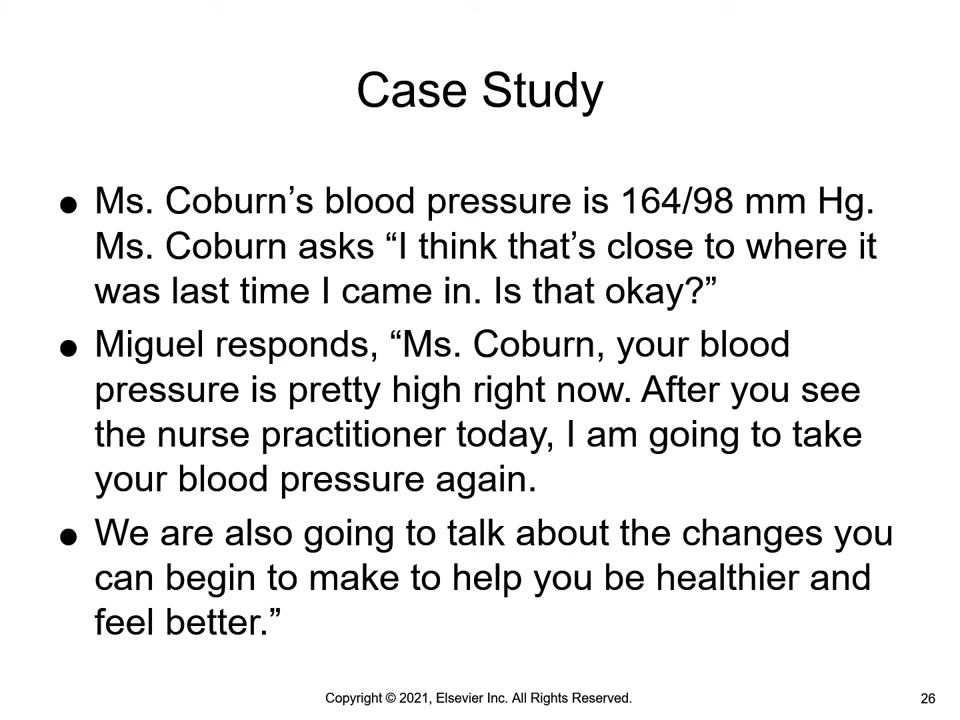 Case Study
● Ms. Coburn’s blood pressure is 164/98 mm Hg.
Ms. Coburn asks “I think that’s close to where it
was last time I came in. Is that okay?”
● Miguel responds, “Ms. Coburn, your blood
pressure is pretty high right now. After you see
the nurse practitioner today, I am going to take
your blood pressure again.
● We are also going to talk about the changes you
can begin to make to help you be healthier and
feel better.”
Copyright © 2021, Elsevier Inc. All Rights Reserved.
26